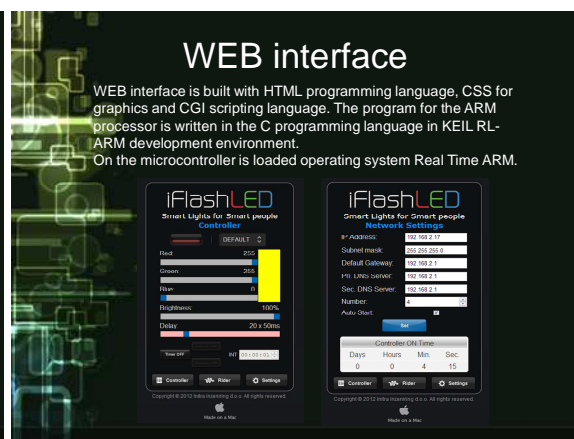 WEB interface
WEB interface is built with HTML programming language, CSS for
graphics and CGI scripting language. The program for the ARM
processor is written in the C programming language in KEIL RL-
ARM development environment.
On the microcontroller is loaded operating system Real Time ARM.
iFlashLED
Smart Lights for Smart people
Controller
DEFAULT
Red: 255
Green: 255
Blue: 0
Brightness: 100%
Delay: 20 x 50ms
Timer OFF INT 00:00:01
Controller Rider Settings
Copyright © 2012 All rights reserved.
Made on a Mac
iFlashLED
Smart Lights for Smart people
Network Settings
IP Address: 192.168.2.17
Subnet mask: 255.255.255.0
Default Gateway: 192.168.2.1
Pri. DNS Server: 192.168.2.1
Sec. DNS Server: 192.168.2.1
Number: 4
Auto Start:
Set
Controller ON Time
Days Hours Min. Sec.
0 0 4 15
Controller Rider Settings
Copyright © 2012 All rights reserved.
Made on a Mac